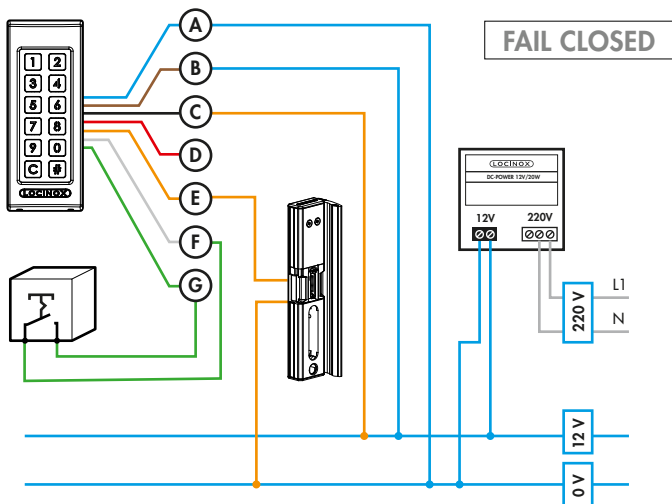 FAIL CLOSED
A
B
C
D
E
F
G
1 2
3 4
5 6
7 8
9 0
C #
LOCINOX
LOCINOX
DC-POWER 12V/20W
12V 220V
220 V
L1
N
12 V
0 V